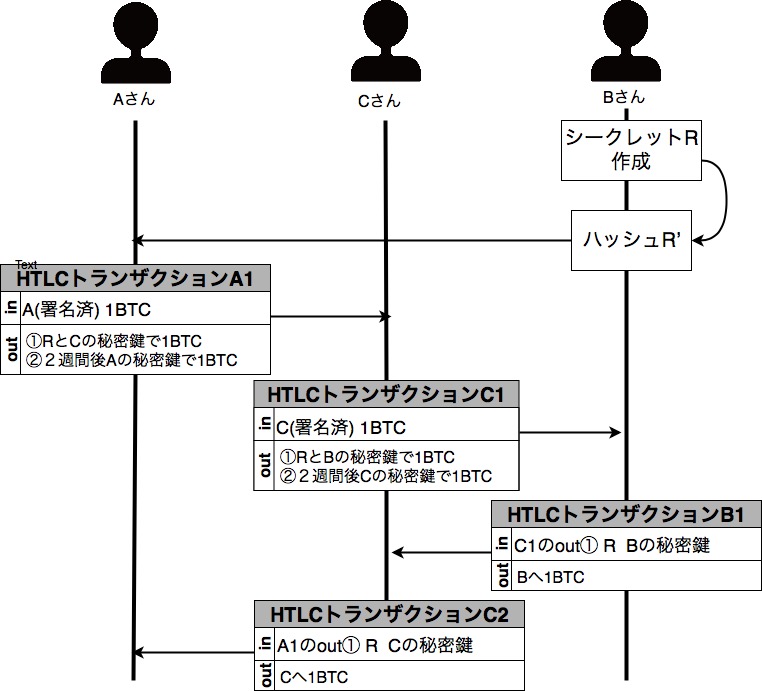 Aさん
Cさん
Bさん
シークレットR
作成
ハッシュR’
Text
HTLCトランザクションA1
in
A(署名済) 1BTC
out
①RとCの秘密鍵で1BTC
②２週間後Aの秘密鍵で1BTC
HTLCトランザクションC1
in
C(署名済) 1BTC
out
①RとBの秘密鍵で1BTC
②２週間後Cの秘密鍵で1BTC
HTLCトランザクションB1
in
C1のout① R Bの秘密鍵
out
Bへ1BTC
HTLCトランザクションC2
in
A1のout① R Cの秘密鍵
out
Cへ1BTC